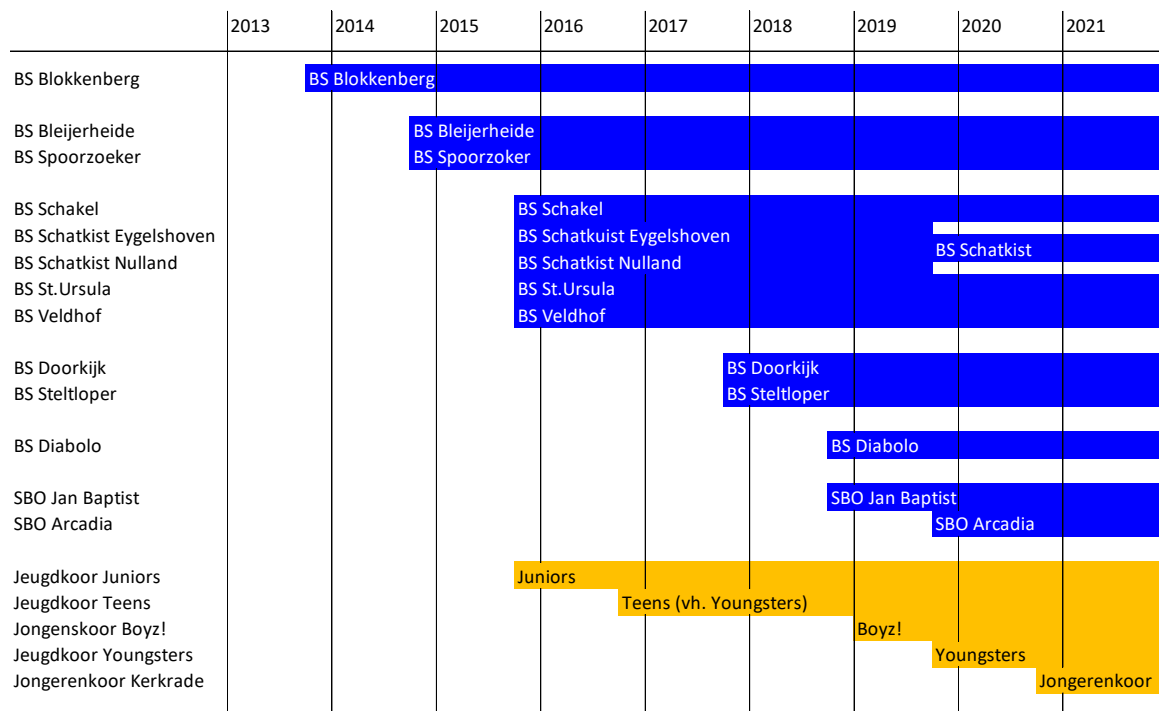 2013 2014 2015 2016 2017 2018 2019 2020 2021
BS Blokkenberg BS Blokkenberg
BS Bleijerheide BS Bleijerheide
BS Spoorzoeker BS Spoorzoker
BS Schakel BS Schakel
BS Schatkist Eygelshoven BS Schatkuist Eygelshoven
BS Schatkist
BS Schatkist Nulland BS Schatkist Nulland
BS St.Ursula BS St.Ursula
BS Veldhof BS Veldhof
BS Doorkijk BS Doorkijk
BS Steltloper BS Steltloper
BS Diabolo BS Diabolo
SBO Jan Baptist SBO Jan Baptist
SBO Arcadia SBO Arcadia
Jeugdkoor Juniors Juniors
Jeugdkoor Teens Teens (vh. Youngsters)
Jongenskoor Boyz! Boyz!
Jeugdkoor Youngsters Youngsters
Jongerenkoor Kerkrade Jongerenkoor